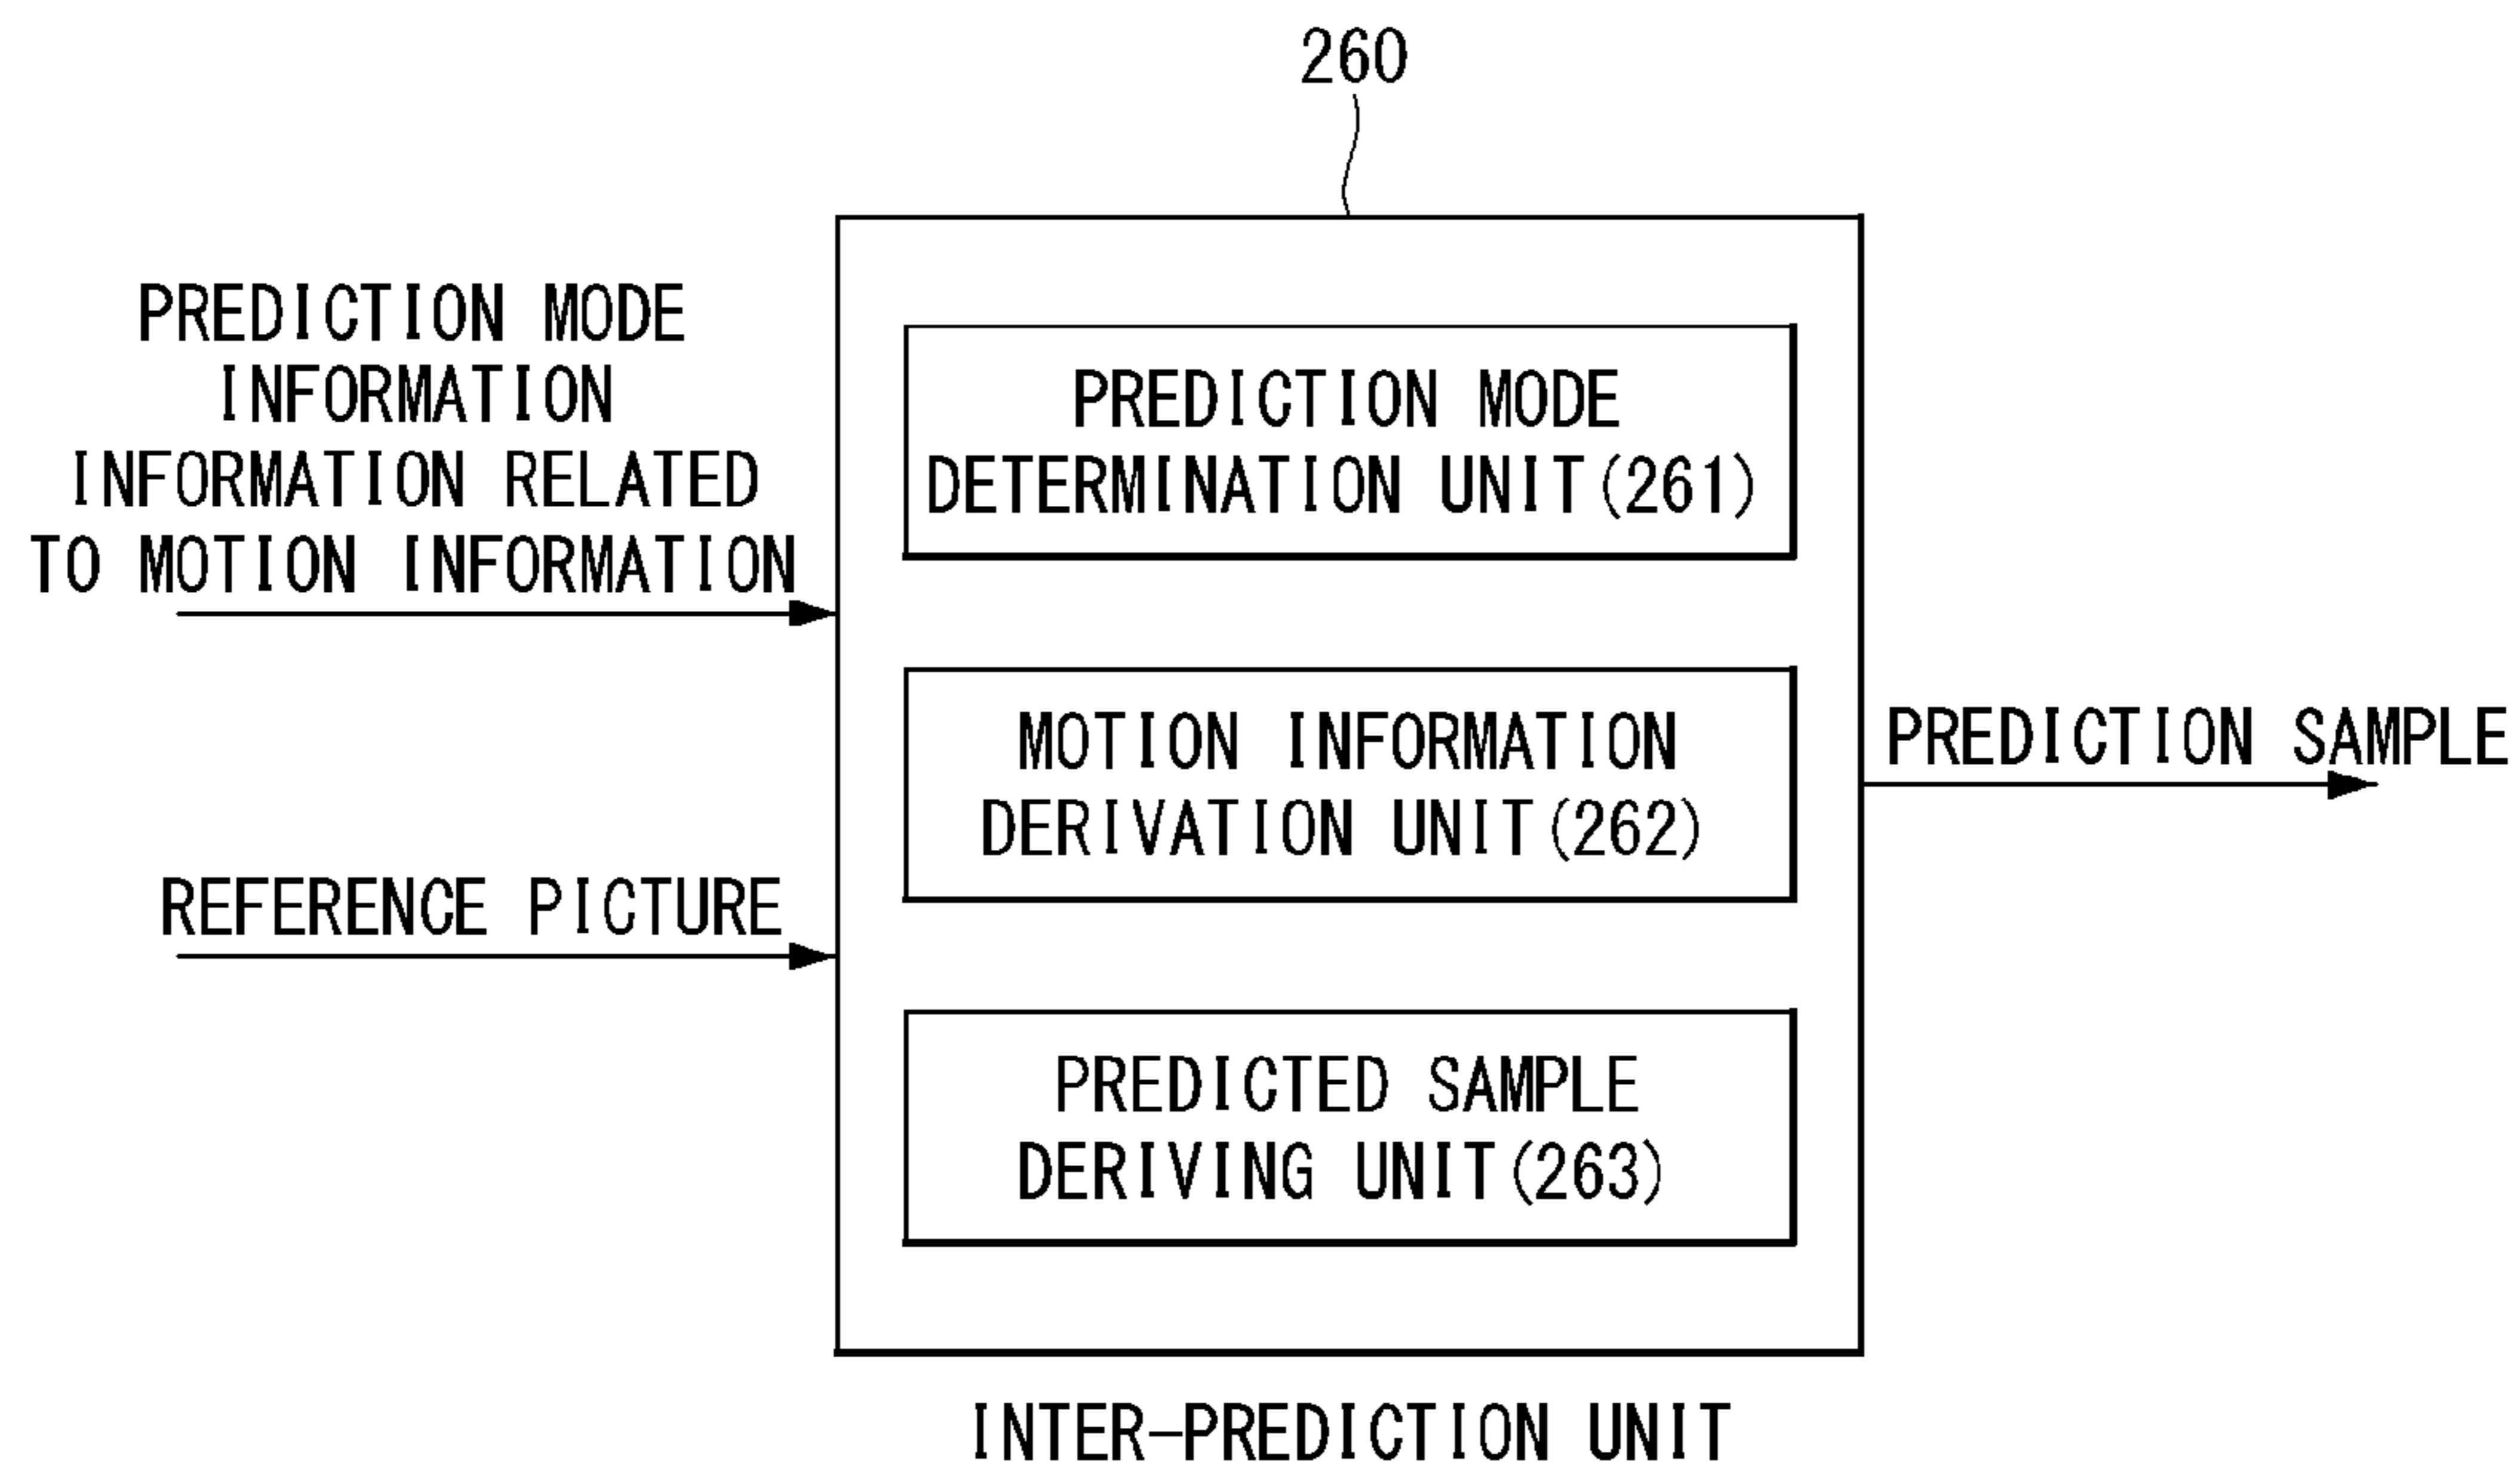 260
PREDICTION MODE
INFORMATION
INFORMATION RELATED
TO MOTION INFORMATION
REFERENCE PICTURE
PREDICTION MODE
DETERMINATION UNIT(261)
MOTION INFORMATION
DERIVATION UNIT(262)
PREDICTED SAMPLE
DERIVING UNIT(263)
PREDICTION SAMPLE
INTER-PREDICTION UNIT